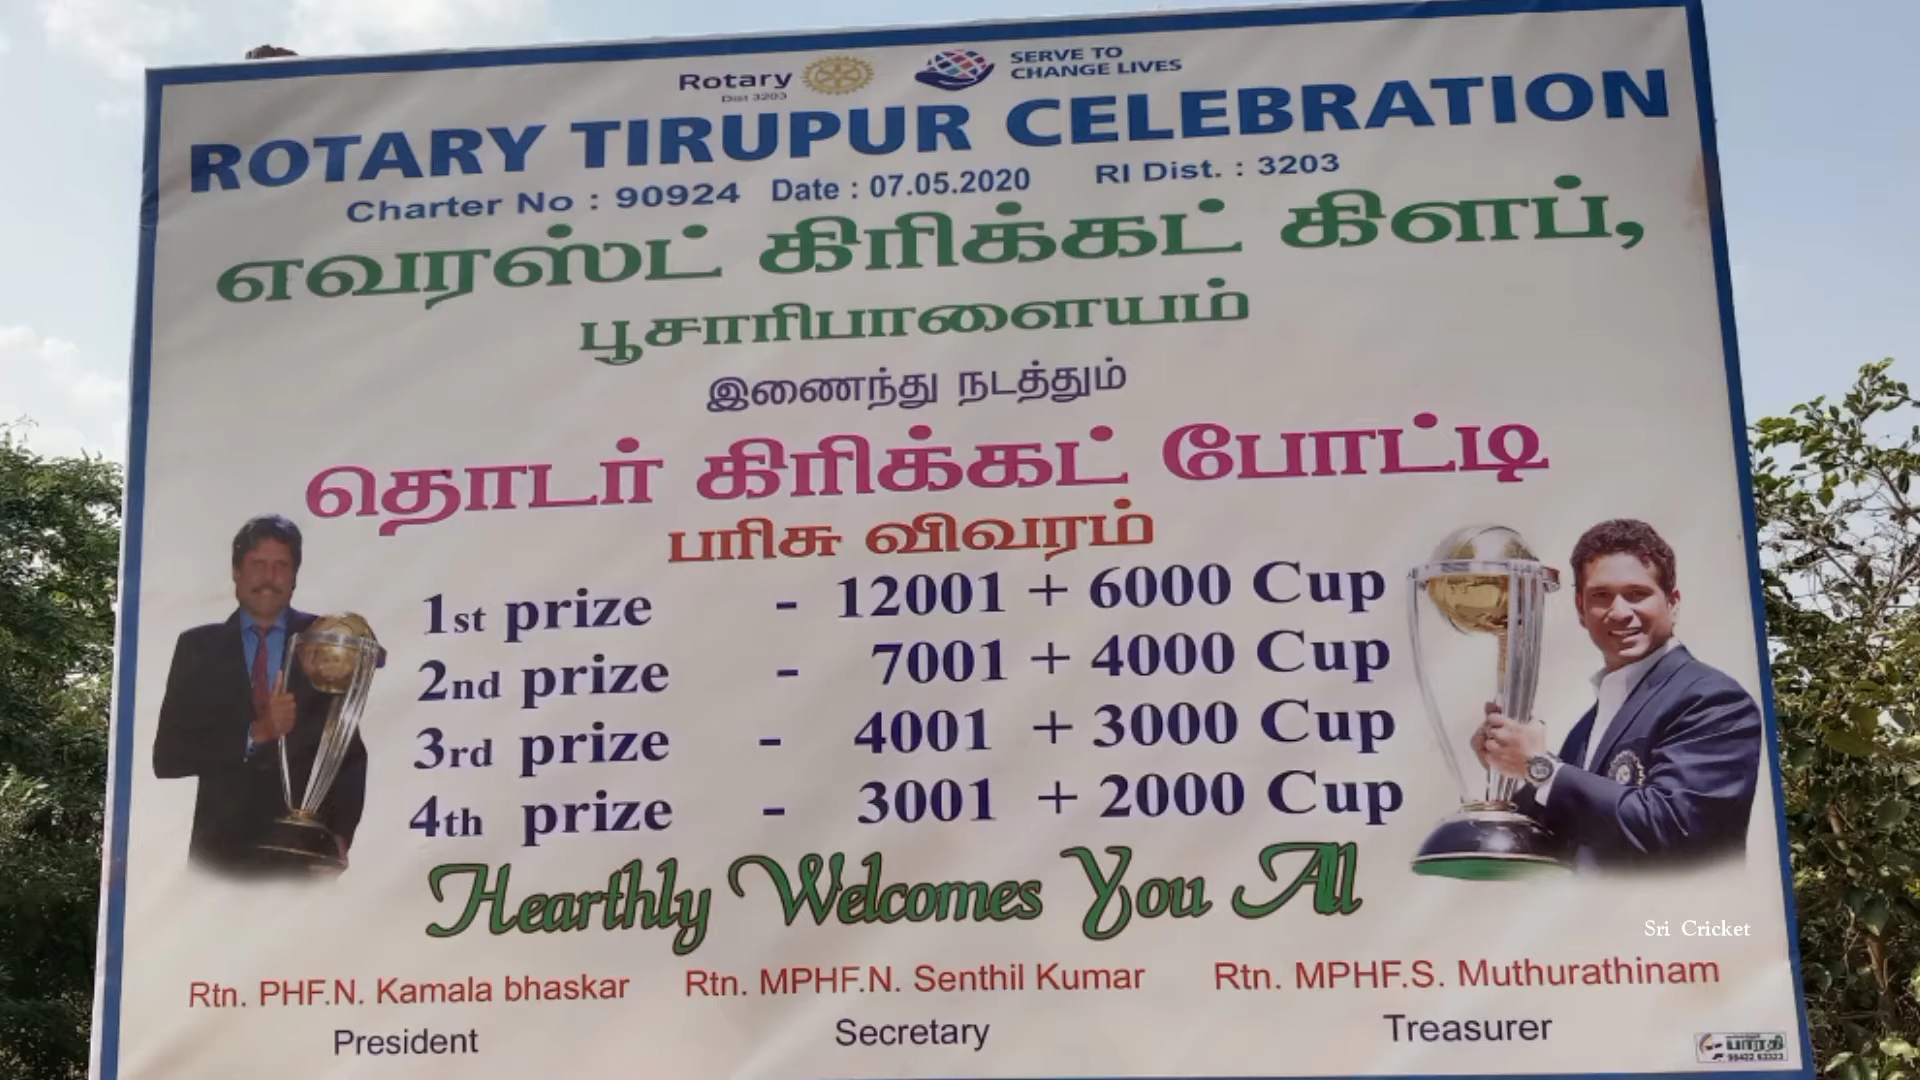 Rotary
Dist 3203
SERVE TO
CHANGE LIVES
ROTARY TIRUPUR CELEBRATION
Charter No : 90924 Date : 07.05.2020 RI Dist. : 3203
எவரஸ்ட் கிரிக்கட் கிளப்,
பூசாரிபாளையம்
இணைந்து நடத்தும்
தொடர் கிரிக்கட் போட்டி
பரிசு விவரம்
1st prize - 12001 + 6000 Cup
2nd prize - 7001 + 4000 Cup
3rd prize - 4001 + 3000 Cup
4th prize - 3001 + 2000 Cup
Hearthly Welcomes You All
Sri Cricket
Rtn. PHF.N. Kamala bhaskar Rtn. MPHF.N. Senthil Kumar Rtn. MPHF.S. Muthurathinam
President Secretary Treasurer
பாரதி